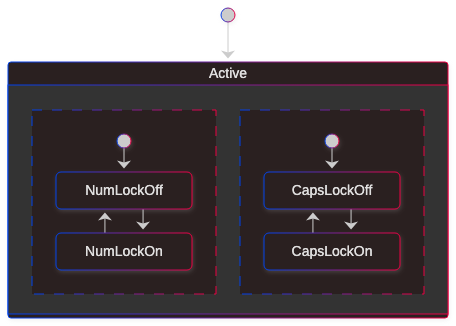 Active
NumLockOff
NumLockOn
CapsLockOff
CapsLockOn